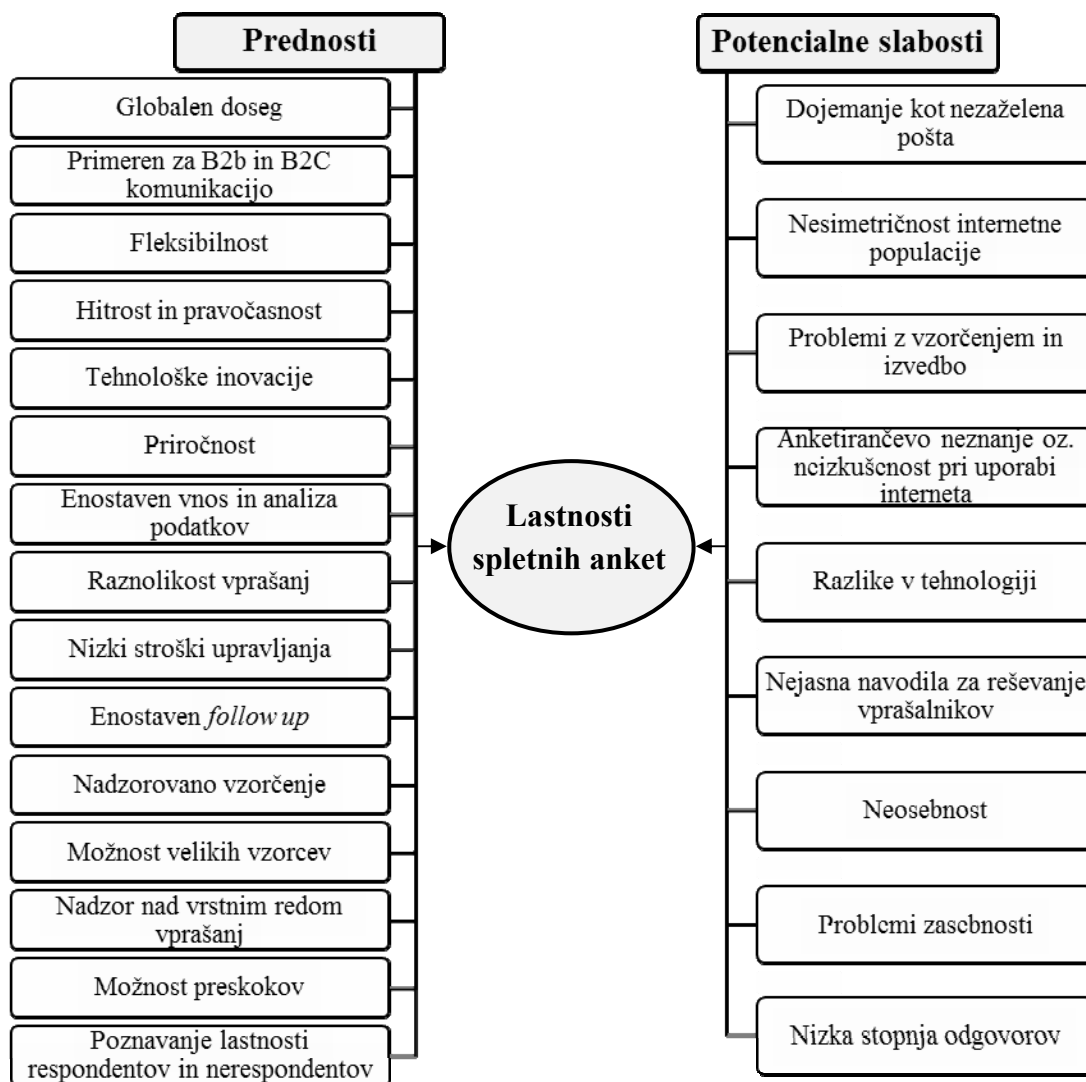 Prednosti
Globalen doseg
Primeren za B2b in B2C
komunikacijo
Fleksibilnost
Hitrost in pravočasnost
Tehnološke inovacije
Priročnost
Enostaven vnos in analiza
podatkov
Raznolikost vprašanj
Nizki stroški upravljanja
Enostaven follow up
Nadzorovano vzorčenje
Možnost velikih vzorcev
Nadzor nad vrstnim redom
vprašanj
Možnost preskokov
Poznavanje lastnosti
respondentov in nerespondentov
Lastnosti
spletnih anket
Potencialne slabosti
Dojemanje kot nezaželena
pošta
Nesimetričnost internetne
populacije
Problemi z vzorčenjem in
izvedbo
Anketirančevo neznanje oz.
neizkušenost pri uporabi
interneta
Razlike v tehnologiji
Nejasna navodila za reševanje
vprašalnikov
Neosebnost
Problemi zasebnosti
Nizka stopnja odgovorov